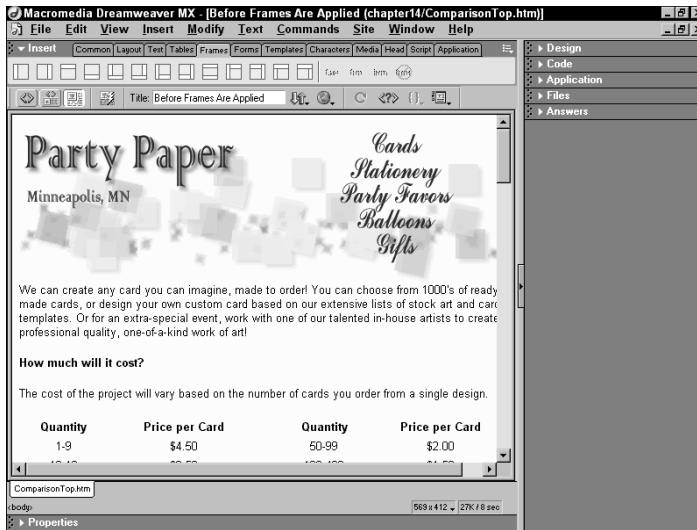 Macromedia Dreamweaver MX - [Before Frames Are Applied (chapter14/ComparisonTop.htm)]
File Edit View Insert Modify Text Commands Site Window Help
Insert Common Layout Text Tables Frames Forms Templates Characters Media Head Script Application
Title: Before Frames Are Applied
Design
Code
Application
Files
Answers
Party Paper
Minneapolis, MN
Cards
Stationery
Party Favors
Balloons
Gifts
We can create any card you can imagine, made to order! You can choose from 1000's of ready
made cards, or design your own custom card based on our extensive lists of stock art and card
templates. Or for an extra-special event, work with one of our talented in-house artists to create
professional quality, one-of-a-kind work of art!
How much will it cost?
The cost of the project will vary based on the number of cards you order from a single design.
Quantity Price per Card Quantity Price per Card
1-9 $4.50 50-99 $2.00
ComparisonTop.htm
<body>
569 x 412 27K / 8 sec
Properties